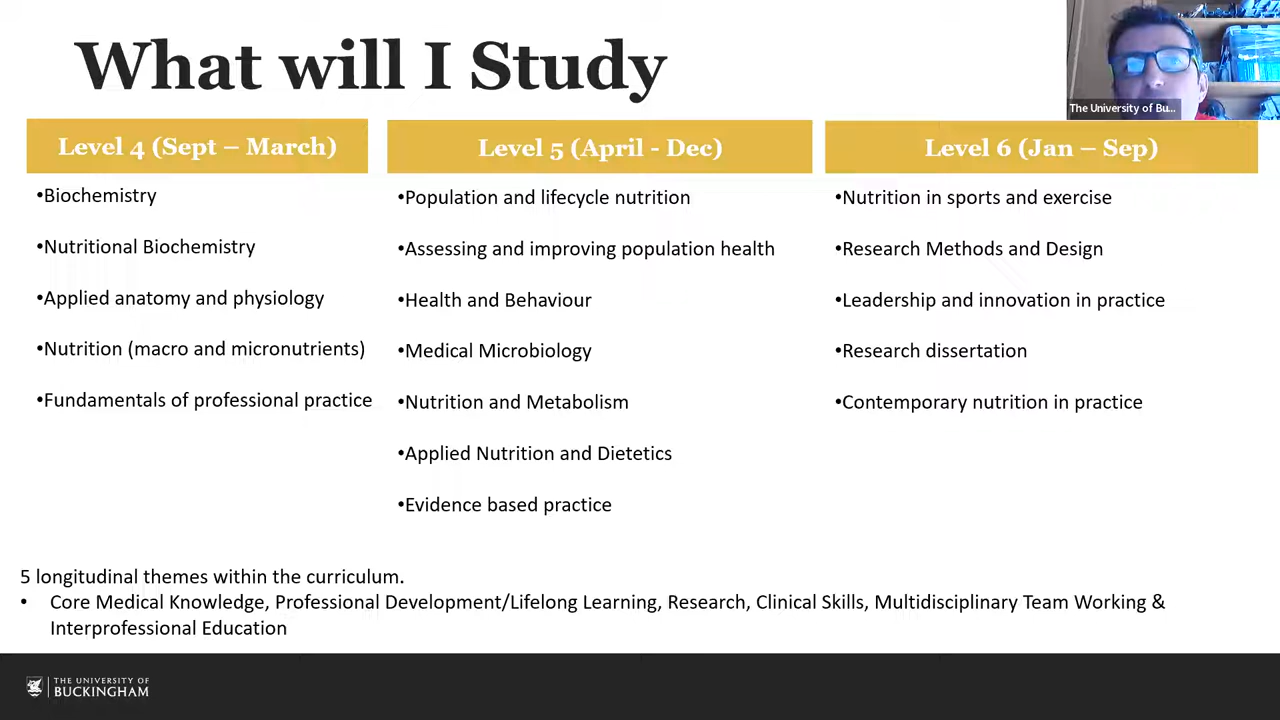 What will I Study
The University of Bu...
Level 4 (Sept – March)
•Biochemistry
•Nutritional Biochemistry
•Applied anatomy and physiology
•Nutrition (macro and micronutrients)
•Fundamentals of professional practice
Level 5 (April - Dec)
•Population and lifecycle nutrition
•Assessing and improving population health
•Health and Behaviour
•Medical Microbiology
•Nutrition and Metabolism
•Applied Nutrition and Dietetics
•Evidence based practice
Level 6 (Jan – Sep)
•Nutrition in sports and exercise
•Research Methods and Design
•Leadership and innovation in practice
•Research dissertation
•Contemporary nutrition in practice
5 longitudinal themes within the curriculum.
• Core Medical Knowledge, Professional Development/Lifelong Learning, Research, Clinical Skills, Multidisciplinary Team Working &
Interprofessional Education
THE UNIVERSITY OF
BUCKINGHAM